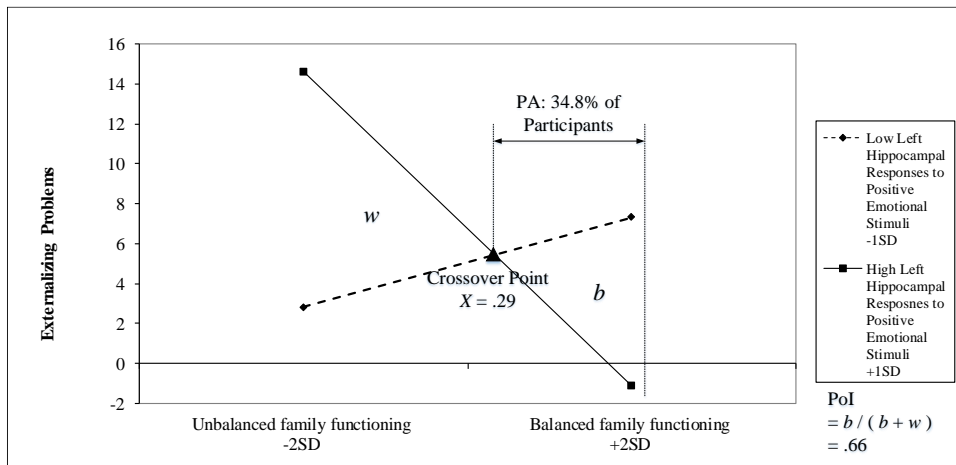 16
14
12
10
8
6
4
2
0
-2
Externalizing Problems
PA: 34.8% of
Participants
w
b
Crossover Point
X = .29
Unbalanced family functioning
-2SD
Balanced family functioning
+2SD
Low Left
Hippocampal
Responses to
Positive
Emotional
Stimuli
-1SD
High Left
Hippocampal
Resposnes to
Positive
Emotional
Stimuli
+1SD
PoI
= b / ( b + w )
= .66